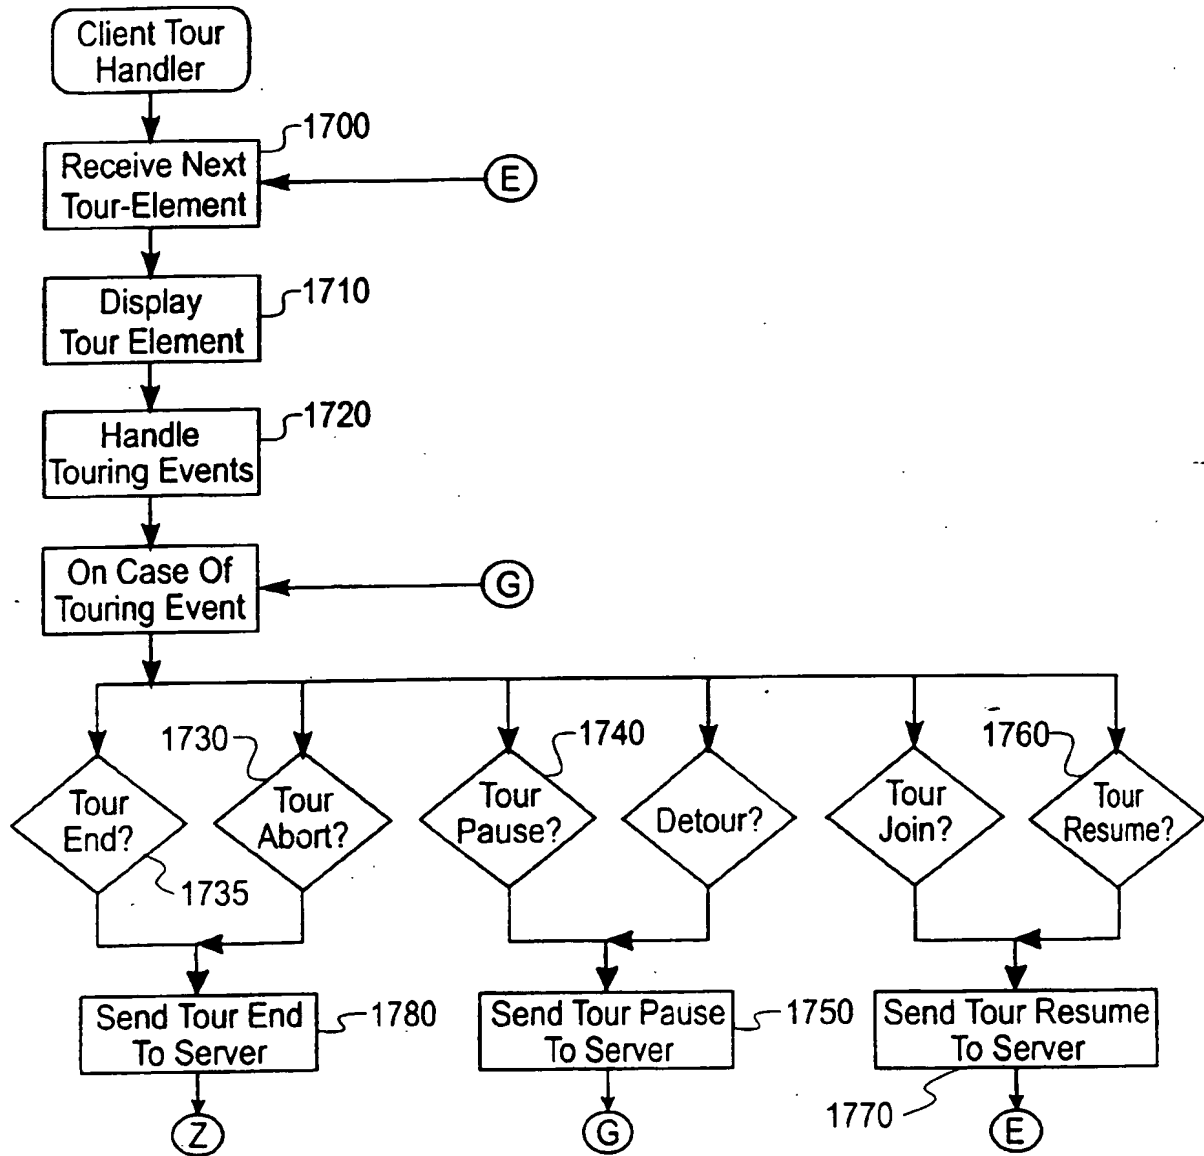 Client Tour
Handler
1700
Receive Next
Tour-Element
E
1710
Display
Tour Element
1720
Handle
Touring Events
On Case Of
Touring Event
G
1730
1740
1760
Tour
End?
Tour
Abort?
Tour
Pause?
Detour?
Tour
Join?
Tour
Resume?
1735
Send Tour End
To Server
1780
Send Tour Pause
To Server
1750
Send Tour Resume
To Server
1770
Z
G
E